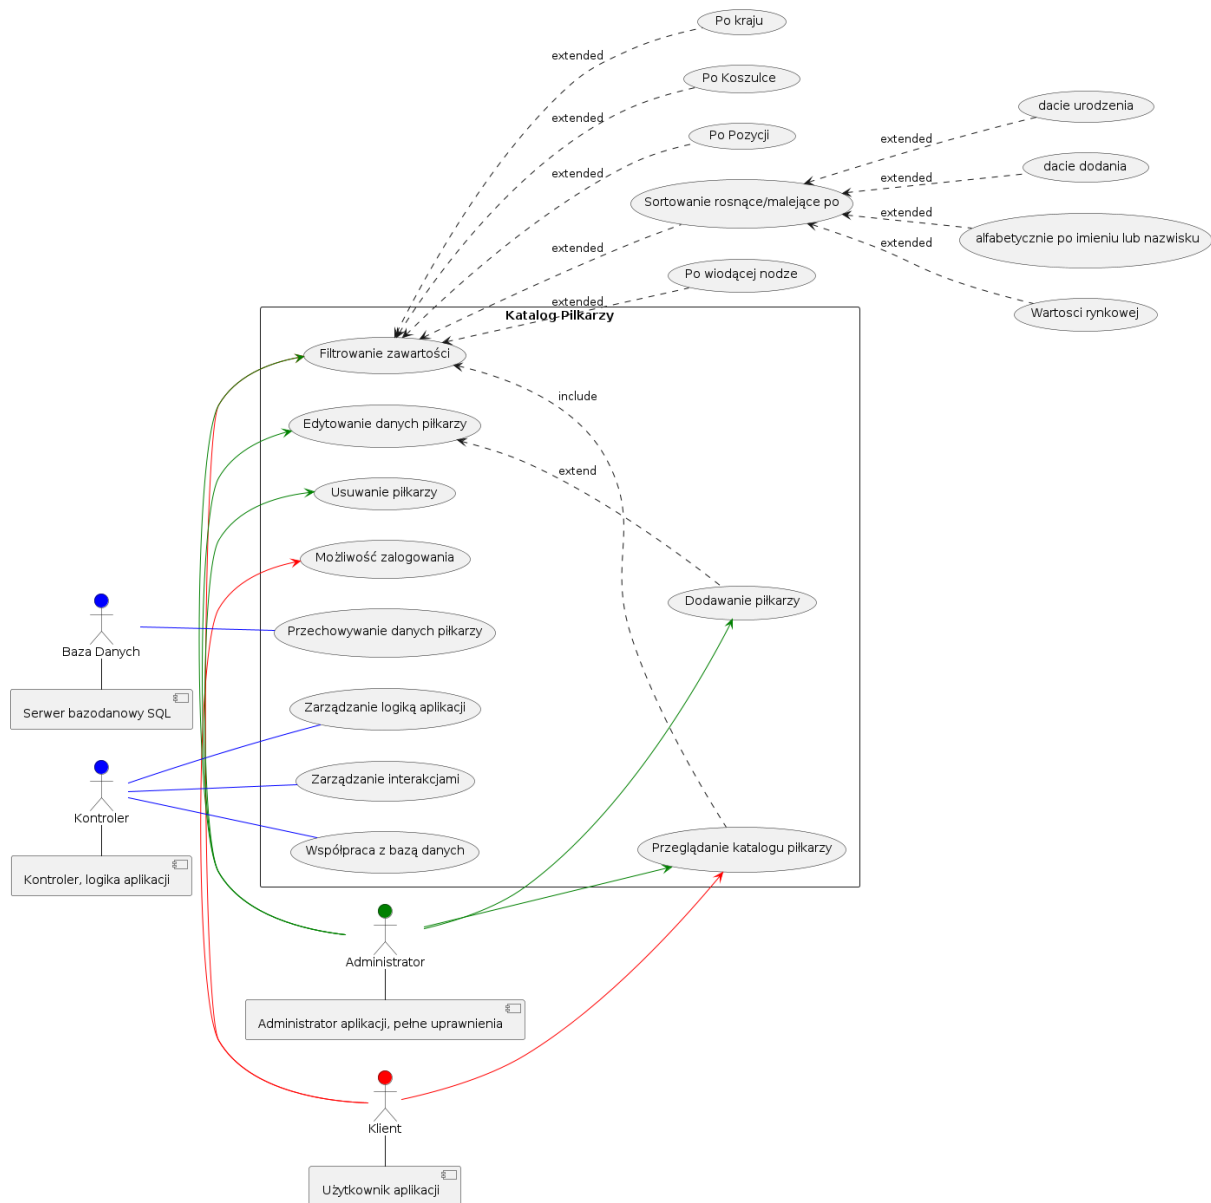 Po kraju
extended
Po Koszulce
extended
Po Pozycji
extended
Sortowanie rosnące/malejące po
extended
Po wiodącej nodze
extended
dacie urodzenia
extended
dacie dodania
extended
alfabetycznie po imieniu lub nazwisku
extended
Wartosci rynkowej
extended
Katalog Piłkarzy
Filtrowanie zawartości
include
Edytowanie danych piłkarzy
extend
Usuwanie piłkarzy
Możliwość zalogowania
Dodawanie piłkarzy
Przechowywanie danych piłkarzy
Baza Danych
Serwer bazodanowy SQL
Zarządzanie logiką aplikacji
Zarządzanie interakcjami
Kontroler
Współpraca z bazą danych
Przeglądanie katalogu piłkarzy
Kontroler, logika aplikacji
Administrator
Administrator aplikacji, pełne uprawnienia
Klient
Użytkownik aplikacji